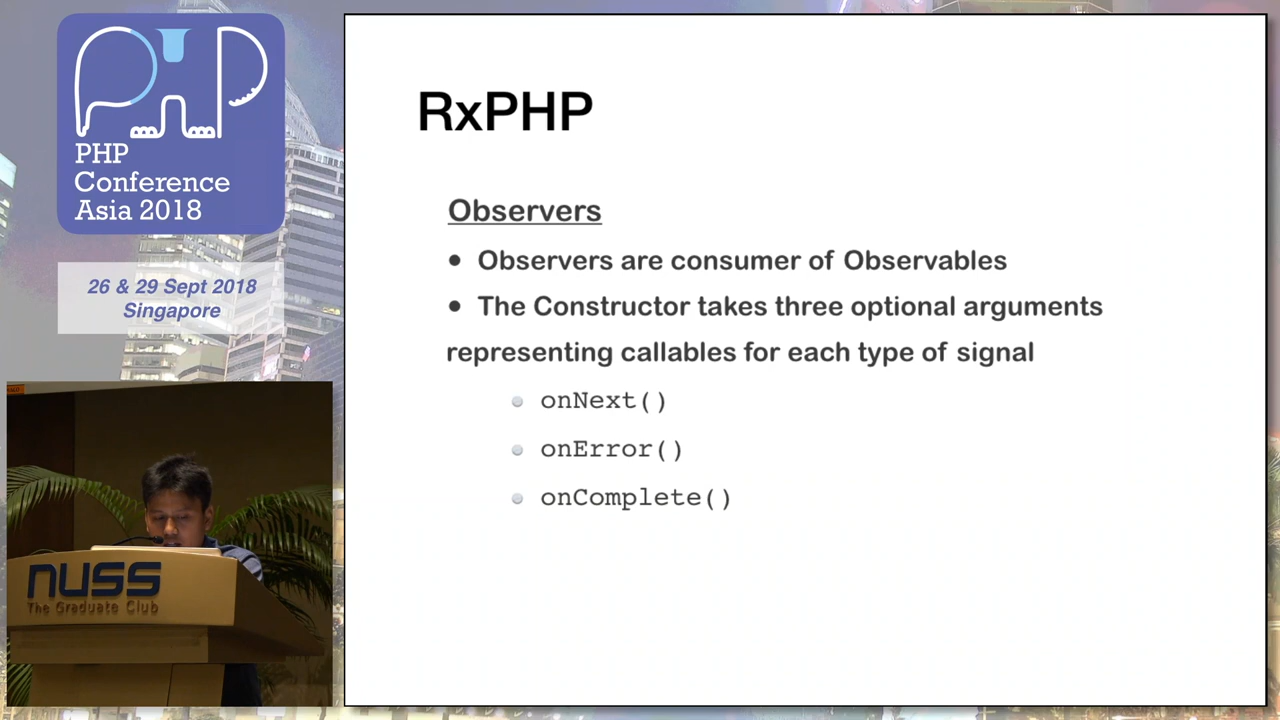 PHP
Conference
Asia 2018
26 & 29 Sept 2018
Singapore
nuss
The Graduate Club
RxPHP
Observers
• Observers are consumer of Observables
• The Constructor takes three optional arguments
representing callables for each type of signal
onNext()
onError()
onComplete()